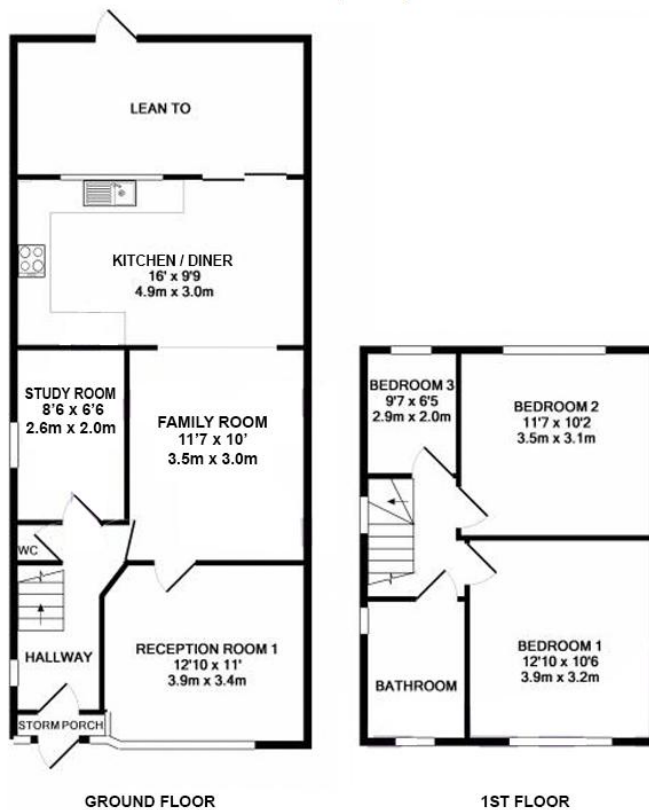 LEAN TO
KITCHEN / DINER
16' x 9'9
4.9m x 3.0m
STUDY ROOM
8'6 x 6'6
2.6m x 2.0m
FAMILY ROOM
11'7 x 10'
3.5m x 3.0m
WC
HALLWAY
RECEPTION ROOM 1
12'10 x 11'
3.9m x 3.4m
STORM PORCH
GROUND FLOOR
BEDROOM 3
9'7 x 6'5
2.9m x 2.0m
BEDROOM 2
11'7 x 10'2
3.5m x 3.1m
BATHROOM
BEDROOM 1
12'10 x 10'6
3.9m x 3.2m
1ST FLOOR